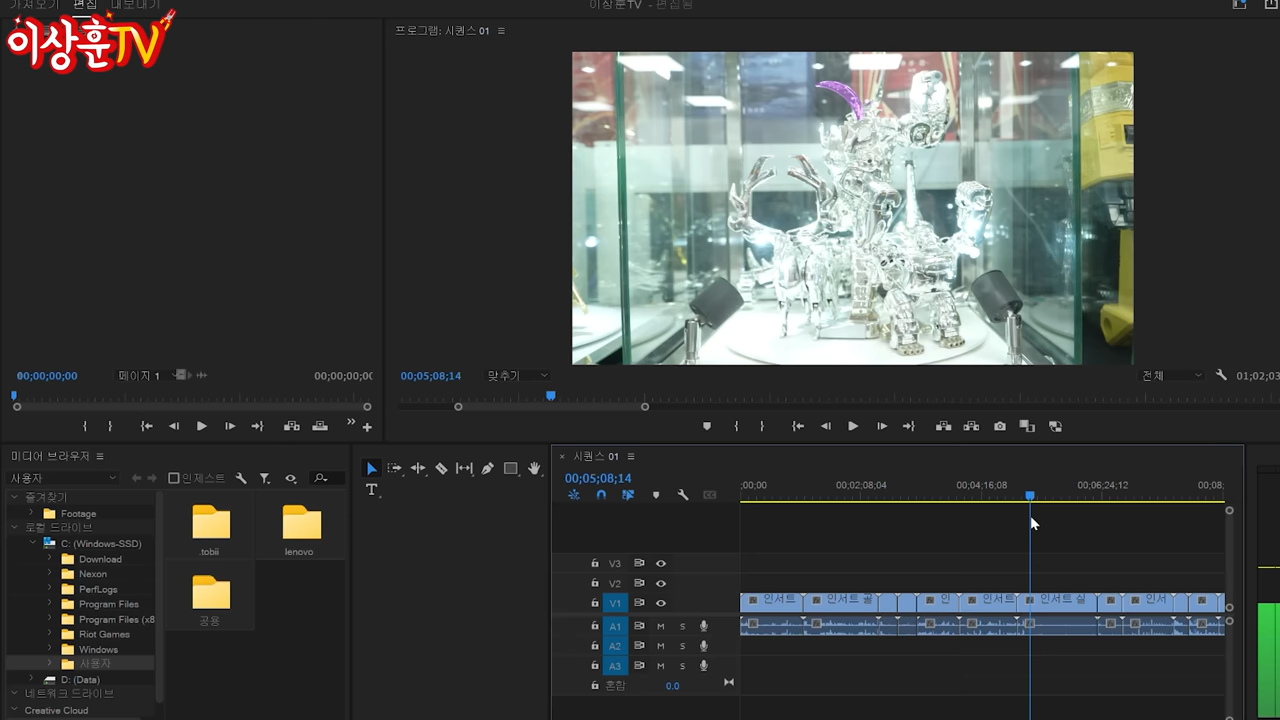 가져오기 편집 내보내기
이상훈TV - 편집됨
이상훈TV
프로그램: 시퀀스 01
00;00;00;00
페이지 1
00;00;00;00
00;05;08;14
맞추기
전체
01;02;03
미디어 브라우저
사용자
인제스트
즐겨찾기
Footage
로컬 드라이브
C: (Windows-SSD)
Download
Nexon
PerfLogs
Program Files
Program Files (x8
Riot Games
Windows
사용자
D: (Data)
네트워크 드라이브
Creative Cloud
.tobii
lenovo
공용
T
× 시퀀스 01
00;05;08;14
;00;00
00;02;08;04
00;04;16;08
00;06;24;12
00;08;
V3
V2
V1
인서트
인서트 골
인
인서트
인서트 실
인서
A1 M S
A2 M S
A3 M S
혼합 0.0